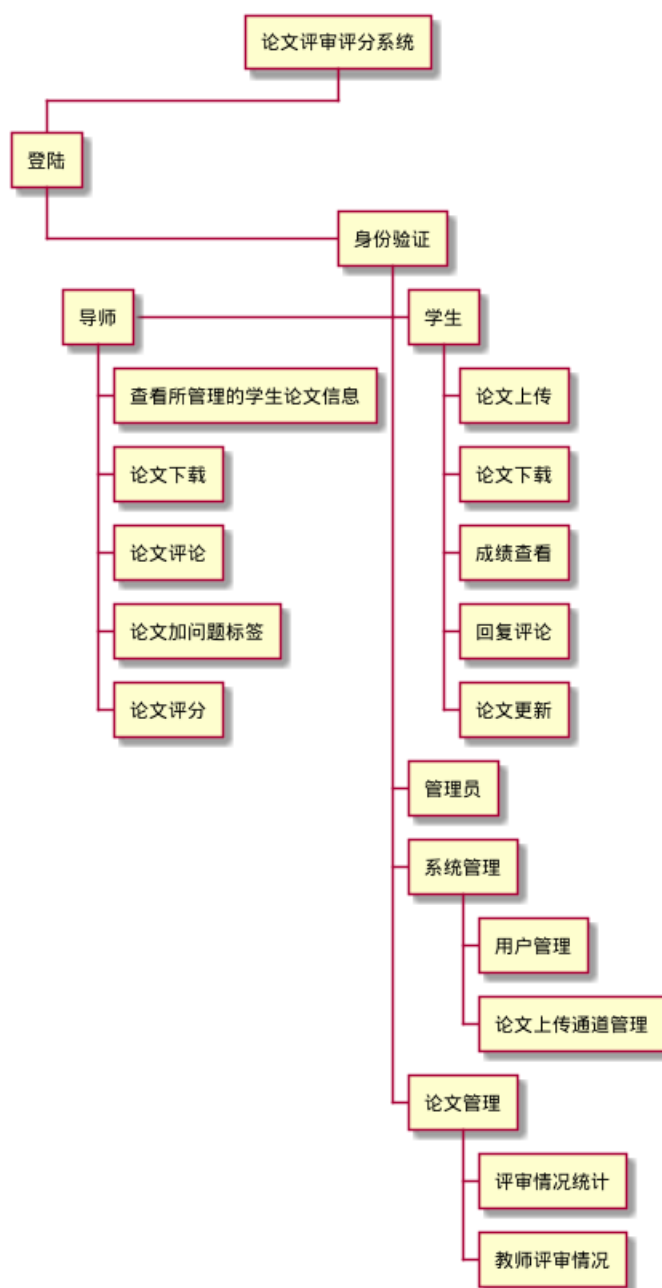 论文评审评分系统
登陆
身份验证
导师
查看所管理的学生论文信息
论文下载
论文评论
论文加问题标签
论文评分
学生
论文上传
论文下载
成绩查看
回复评论
论文更新
管理员
系统管理
用户管理
论文上传通道管理
论文管理
评审情况统计
教师评审情况